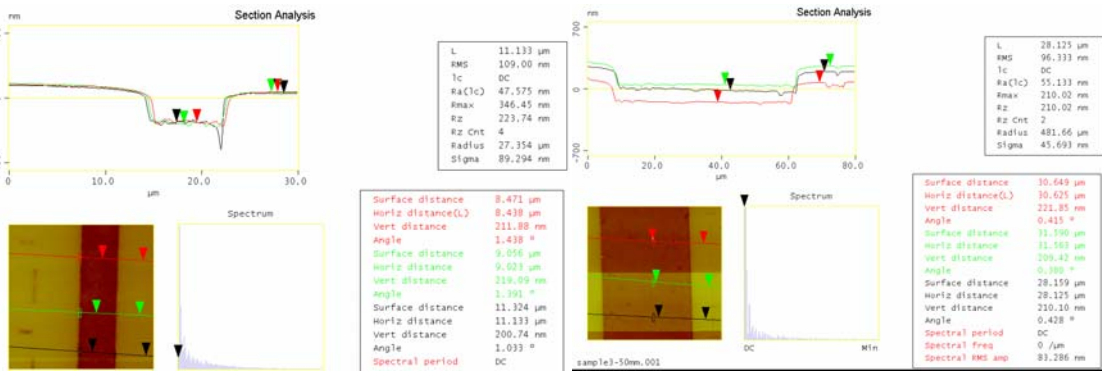 nm
Section Analysis
0
10.0
20.0
30.0
µm
L 11.133 µm
RMS 109.00 nm
lc DC
Ra(lc) 47.575 nm
Rmax 346.45 nm
Rz 223.74 nm
Rz Cnt 4
Radius 27.354 µm
Sigma 89.294 nm
Spectrum
Surface distance 8.471 µm
Horiz distance(L) 8.438 µm
Vert distance 211.88 nm
Angle 1.438 °
Surface distance 9.056 µm
Horiz distance 9.023 µm
Vert distance 219.09 nm
Angle 1.391 °
Surface distance 11.324 µm
Horiz distance 11.133 µm
Vert distance 200.74 nm
Angle 1.033 °
Spectral period DC
nm
Section Analysis
700
0
-700
0
20.0
40.0
60.0
80.0
µm
L 28.125 µm
RMS 96.333 nm
lc DC
Ra(lc) 55.133 nm
Rmax 210.02 nm
Rz 210.02 nm
Rz Cnt 2
Radius 481.66 µm
Sigma 45.693 nm
Spectrum
DC
Min
Surface distance 30.649 µm
Horiz distance(L) 30.625 µm
Vert distance 221.85 nm
Angle 0.415 °
Surface distance 31.590 µm
Horiz distance
Vert distance 209.42 nm
Angle 0.380 °
Surface distance 28.159 µm
Horiz distance 28.125 µm
Vert distance 210.10 nm
Angle 0.428 °
Spectral period DC
Spectral freq 0 /µm
Spectral RMS amp 83.286 nm
sample3-50mm.001